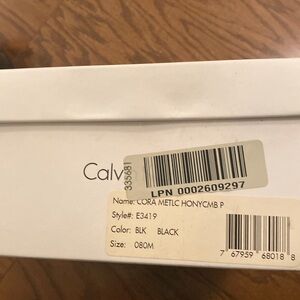 Calv
335681
LPN 0002609297
Name: CORA METLC HONYCMB P
Style#: E3419
Color: BLK BLACK
Size: 080M
7 67959 68018 8